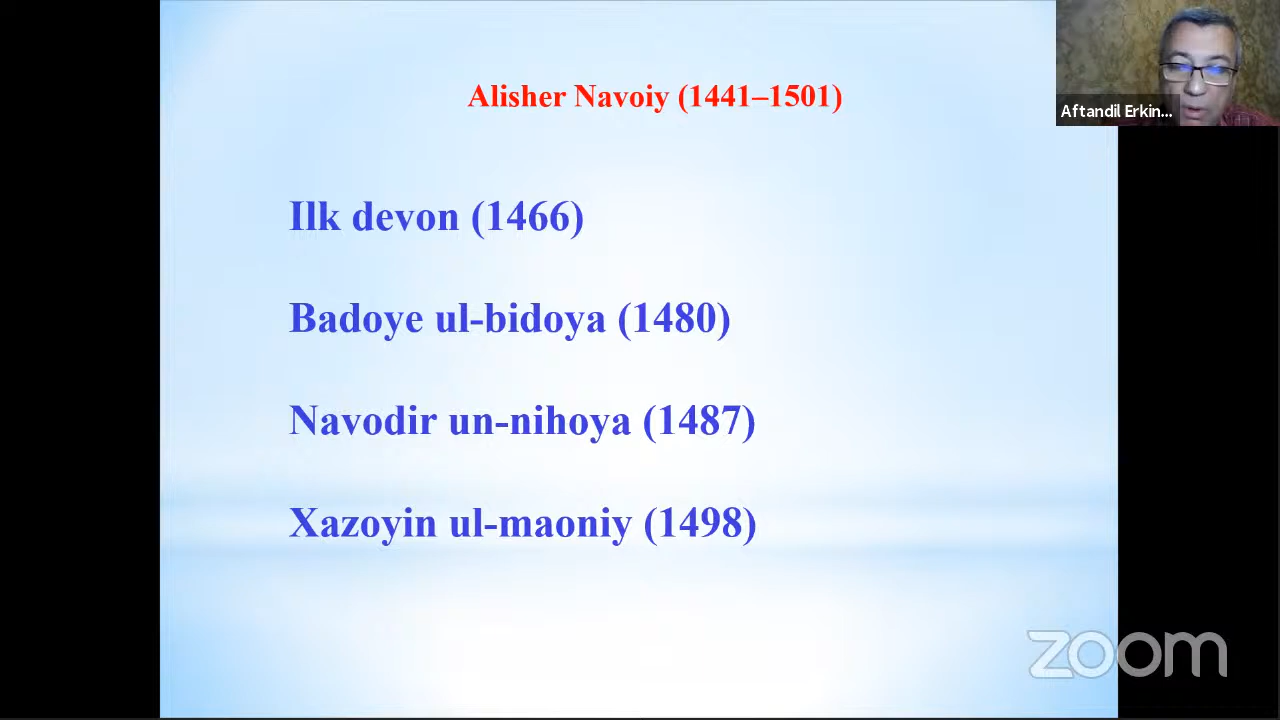 Alisher Navoiy (1441–1501)
Aftandil Erkin...
Ilk devon (1466)
Badoye ul-bidoya (1480)
Navodir un-nihoya (1487)
Xazoyin ul-maoniy (1498)
zoom